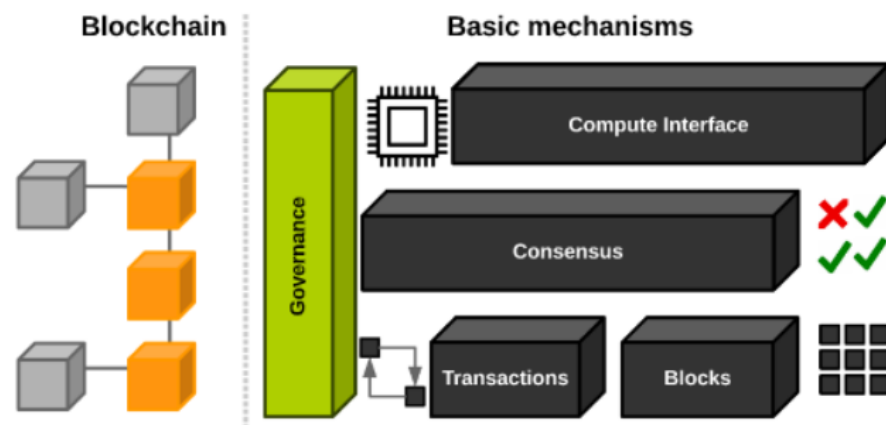 Blockchain
Basic mechanisms
Governance
Compute Interface
Consensus
Transactions
Blocks